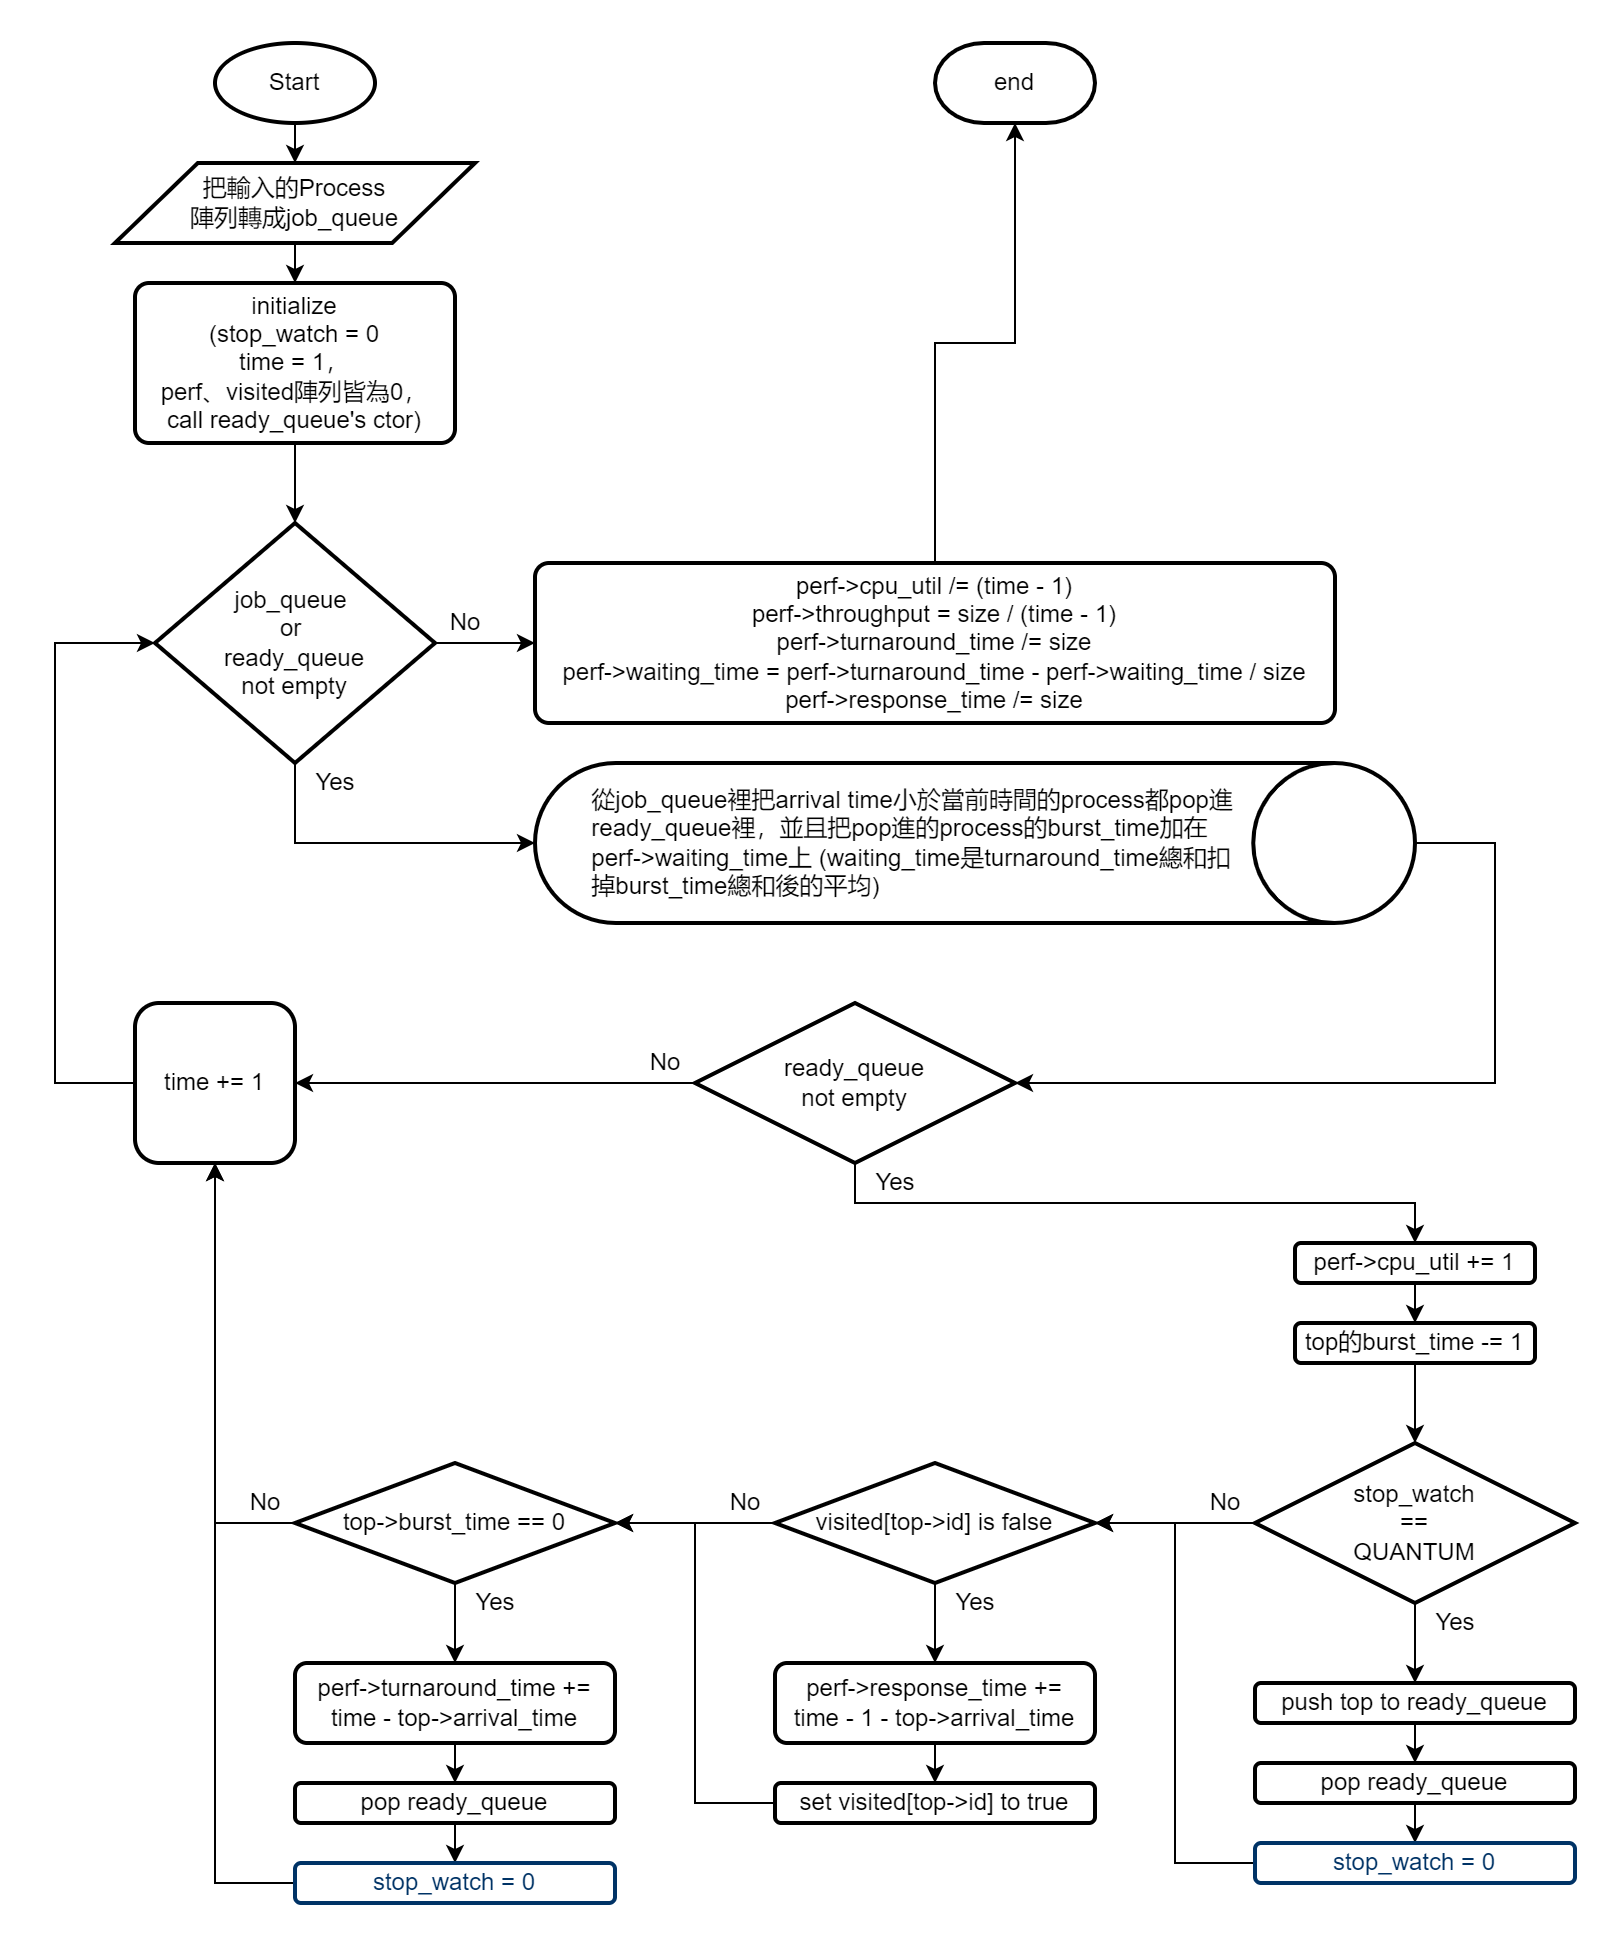 Start
end
把輸入的Process
陣列轉成job_queue
initialize
(stop_watch = 0
time = 1,
perf、visited陣列皆為0,
call ready_queue's ctor)
job_queue
or
ready_queue
not empty
No
perf->cpu_util /= (time - 1)
perf->throughput = size / (time - 1)
perf->turnaround_time /= size
perf->waiting_time = perf->turnaround_time - perf->waiting_time / size
perf->response_time /= size
Yes
從job_queue裡把arrival time小於當前時間的process都pop進
ready_queue裡，並且把pop進的process的burst_time加在
perf->waiting_time上 (waiting_time是turnaround_time總和扣
掉burst_time總和後的平均)
time += 1
No
ready_queue
not empty
Yes
perf->cpu_util += 1
top的burst_time -= 1
stop_watch
==
QUANTUM
No
visited[top->id] is false
No
top->burst_time == 0
No
Yes
Yes
Yes
perf->turnaround_time +=
time - top->arrival_time
perf->response_time +=
time - 1 - top->arrival_time
push top to ready_queue
pop ready_queue
set visited[top->id] to true
pop ready_queue
stop_watch = 0
stop_watch = 0